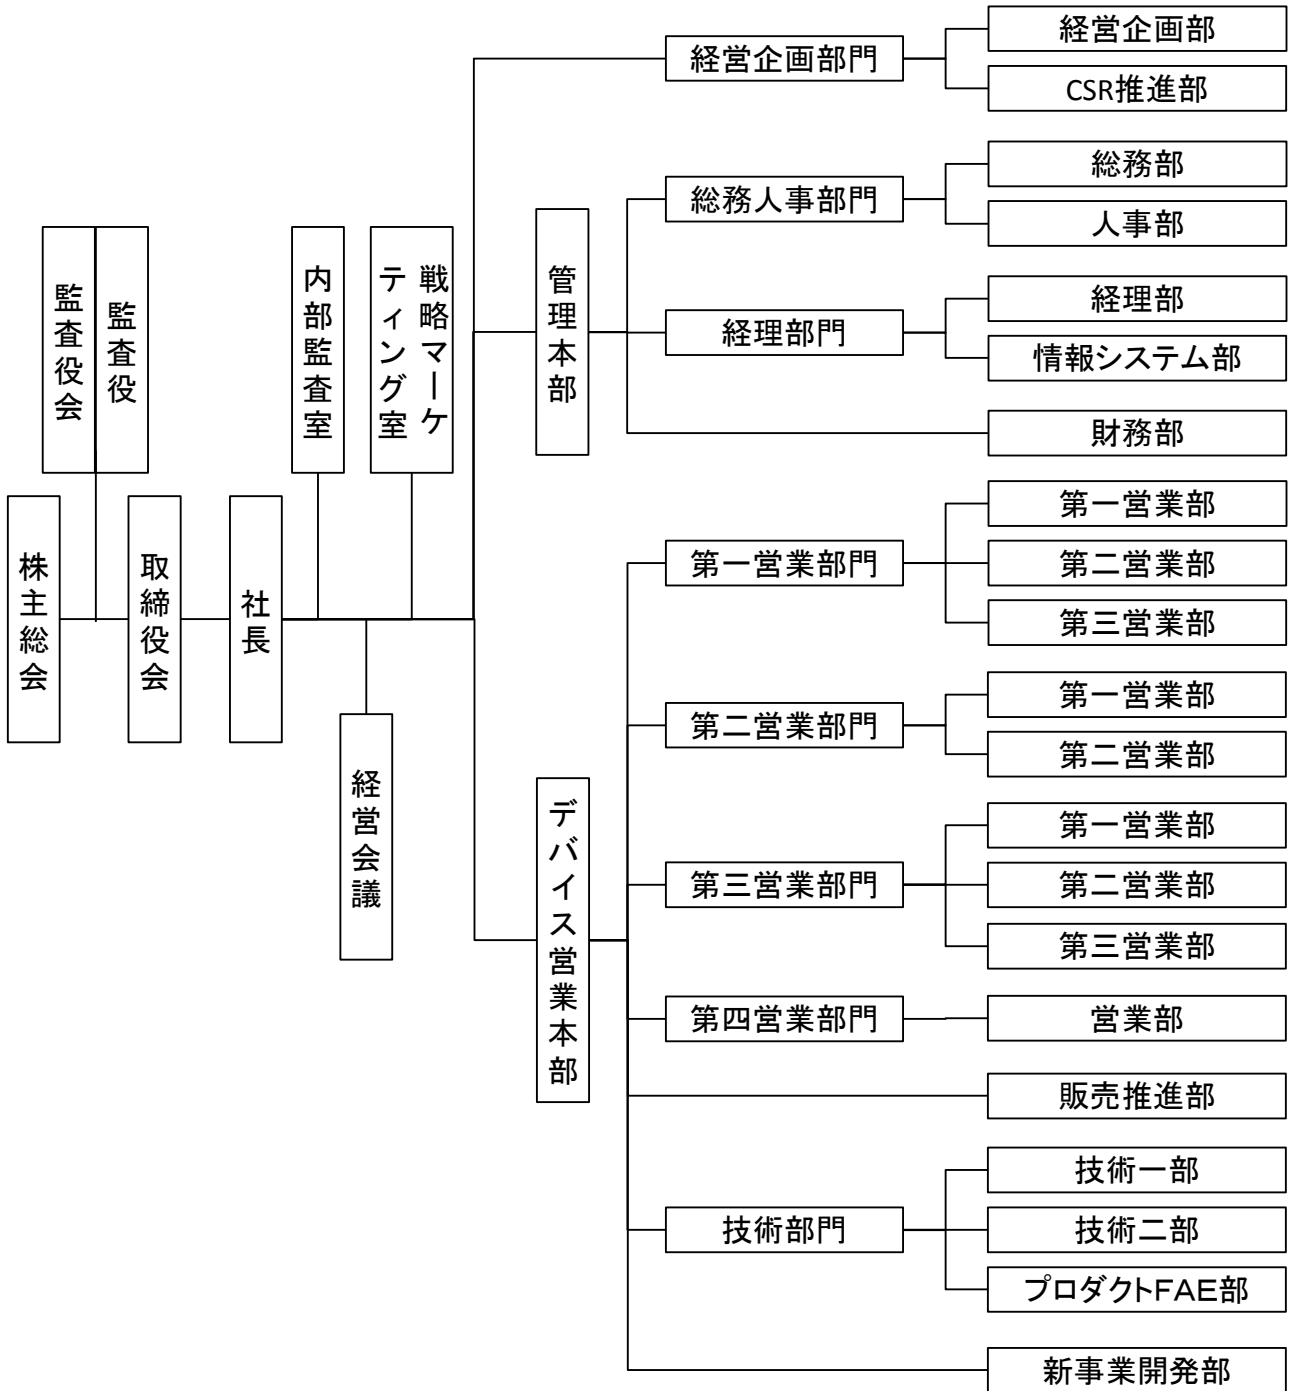 株主総会
監査役会
監査役
取締役会
社長
内部監査室
戦略マーケ
ティング室
経営会議
経営企画部門
経営企画部
CSR推進部
管理本部
総務人事部門
総務部
人事部
経理部門
経理部
情報システム部
財務部
デバイス営業本部
第一営業部門
第一営業部
第二営業部
第三営業部
第二営業部門
第一営業部
第二営業部
第三営業部門
第一営業部
第二営業部
第三営業部
第四営業部門
営業部
販売推進部
技術部門
技術一部
技術二部
プロダクトFAE部
新事業開発部